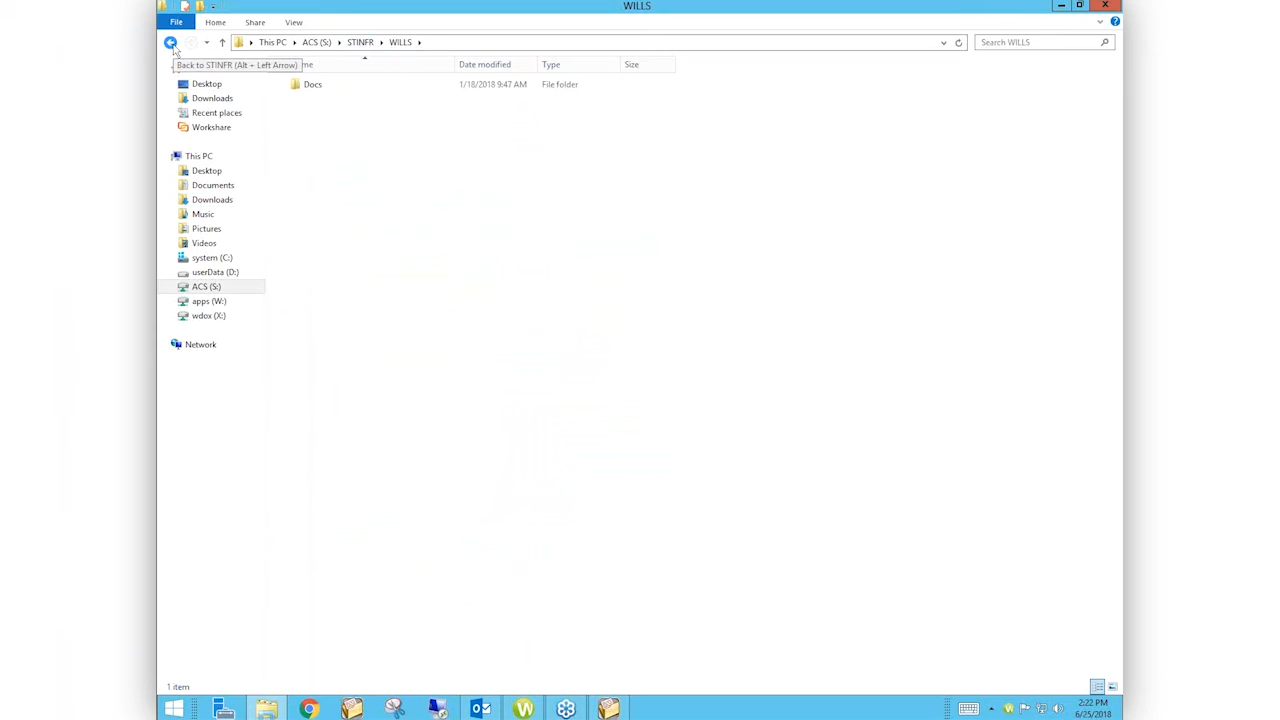 WILLS
File Home Share View
This PC ACS (S:) STINFR WILLS Search WILLS
Back to STINFR (Alt + Left Arrow) Date modified Type Size
Desktop Docs 1/18/2018 9:47 AM File folder
Downloads
Recent places
Workshare
This PC
Desktop
Documents
Downloads
Music
Pictures
Videos
system (C:)
userData (D:)
ACS (S:)
apps (W:)
wdox (X:)
Network
1 item
2:22 PM
6/25/2018